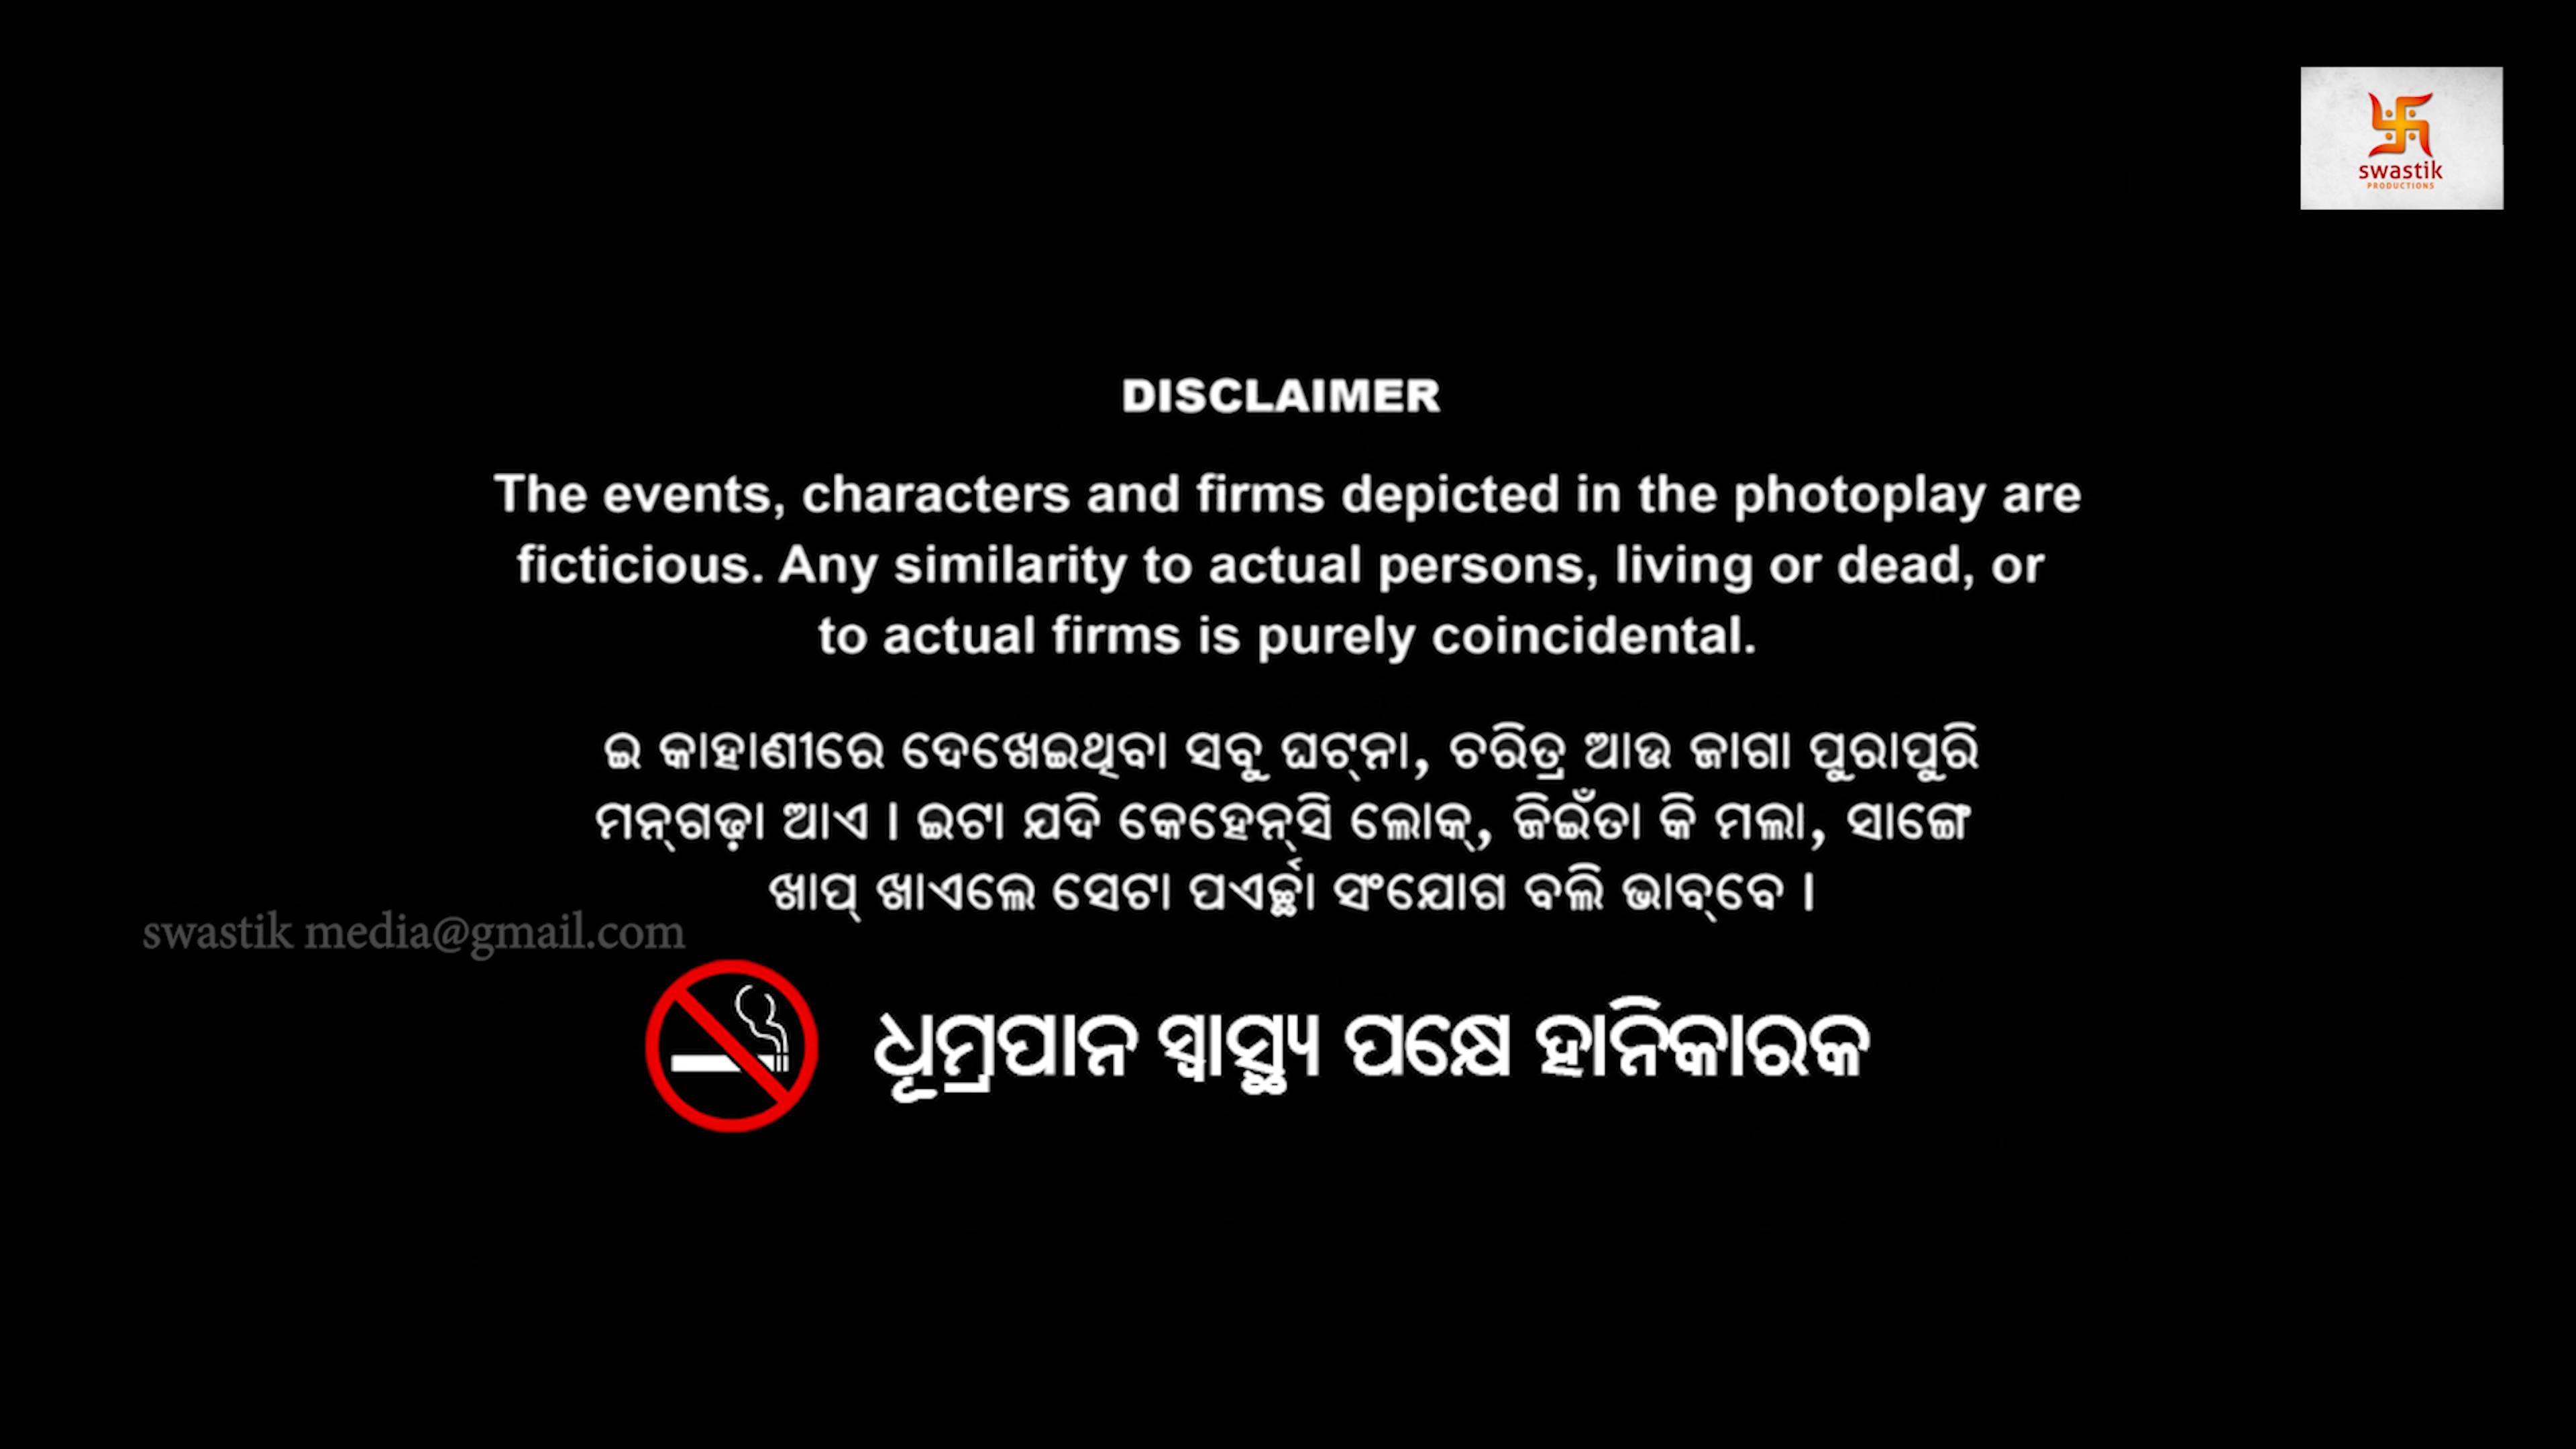 swastik
PRODUCTIONS
DISCLAIMER
The events, characters and firms depicted in the photoplay are
ficticious. Any similarity to actual persons, living or dead, or
to actual firms is purely coincidental.
ଇ କାହାଣୀରେ ଦେଖେଇଥିବା ସବୁ ଘଟ୍‌ନା, ଚରିତ୍ର ଆଉ ଜାଗା ପୁରାପୁରି
ମନ୍‌ଗଢ଼ା ଆଏ । ଇଟା ଯଦି କେହେନ୍‌ସି ଲୋକ୍, ଜିଇଁତା କି ମଲା, ସାଙ୍ଗେ
ଖାପ୍ ଖାଏଲେ ସେଟା ପଏର୍ଚ୍ଛା ସଂଯୋଗ ବଲି ଭାବ୍‌ବେ ।
swastik media@gmail.com
ଧୂମ୍ରପାନ ସ୍ୱାସ୍ଥ୍ୟ ପକ୍ଷେ ହାନିକାରକ